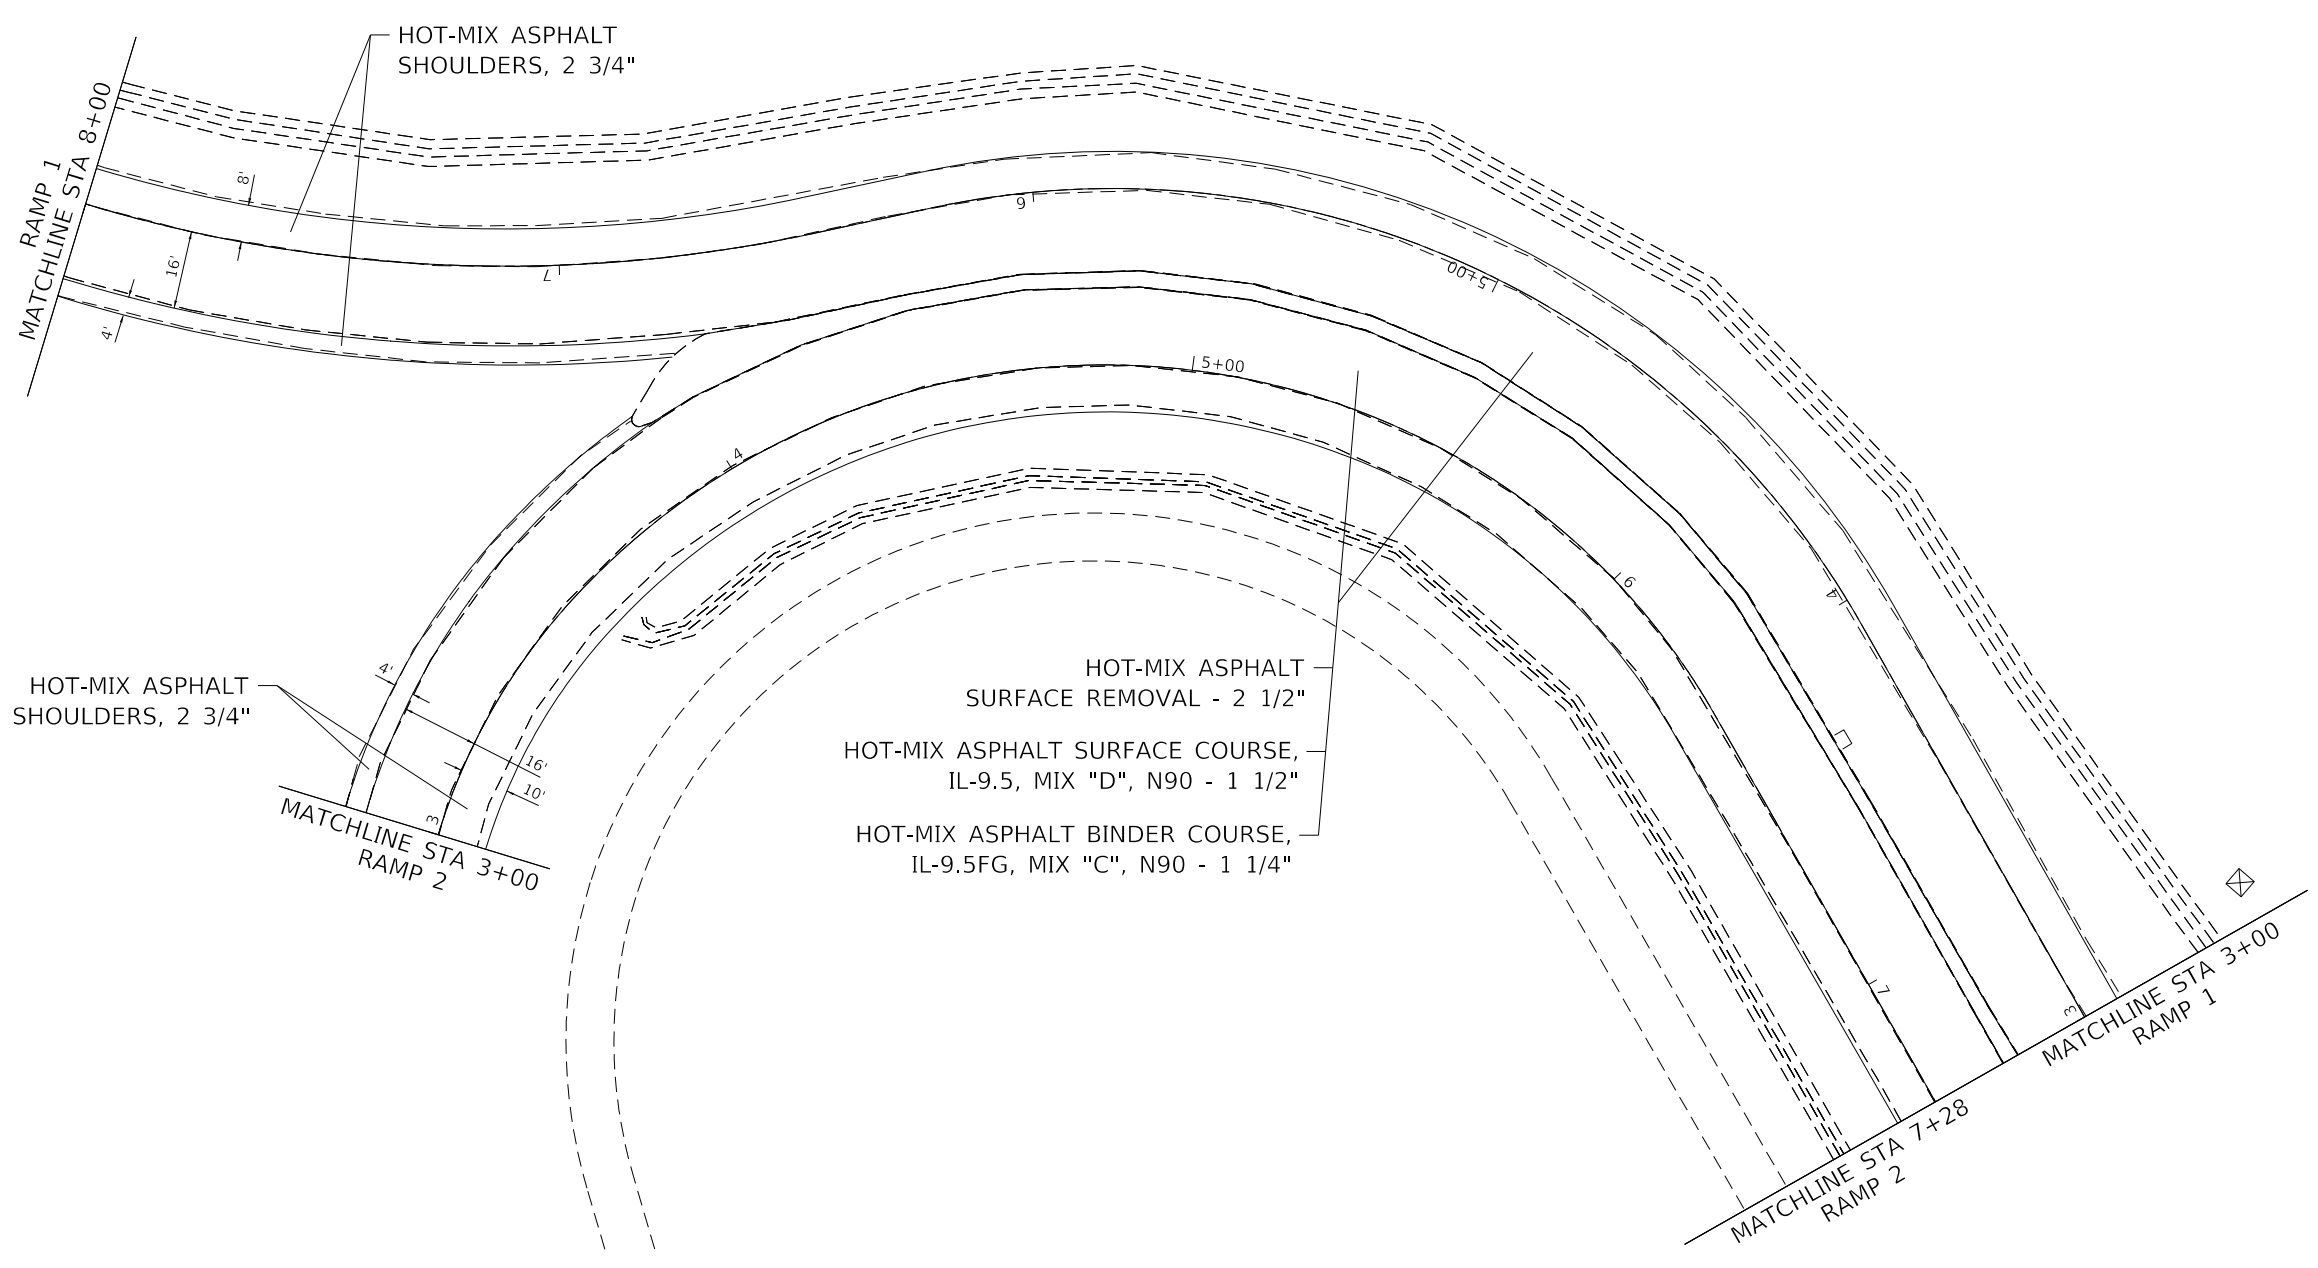 HOT-MIX ASPHALT
SHOULDERS, 2 3/4"
RAMP 1
MATCHLINE STA 8+00
8'
16'
4'
7
6
5+00
4
3
5+00
4
6
7
3
4'
16'
10'
HOT-MIX ASPHALT
SHOULDERS, 2 3/4"
MATCHLINE STA 3+00
RAMP 2
HOT-MIX ASPHALT
SURFACE REMOVAL - 2 1/2"
HOT-MIX ASPHALT SURFACE COURSE,
IL-9.5, MIX "D", N90 - 1 1/2"
HOT-MIX ASPHALT BINDER COURSE,
IL-9.5FG, MIX "C", N90 - 1 1/4"
MATCHLINE STA 3+00
RAMP 1
MATCHLINE STA 7+28
RAMP 2